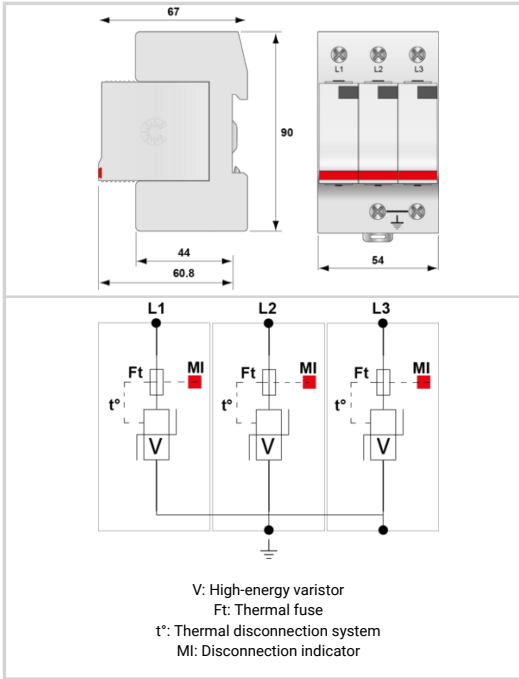 67
L1 L2 L3
90
44
60.8
54
L1 L2 L3
Ft MI Ft MI Ft MI
t° t° t°
V V V
V: High-energy varistor
Ft: Thermal fuse
t°: Thermal disconnection system
MI: Disconnection indicator